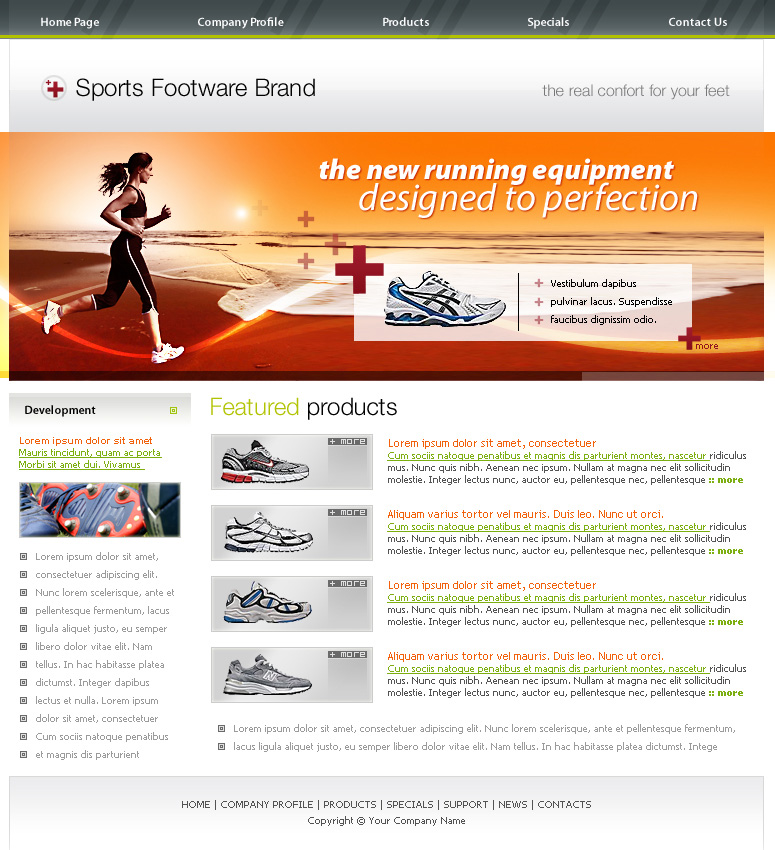 Home Page
Company Profile
Products
Specials
Contact Us
Sports Footware Brand
the real confort for your feet
the new running equipment
designed to perfection
Vestibulum dapibus
pulvinar lacus. Suspendisse
faucibus dignissim odio.
more
Development
Lorem ipsum dolor sit amet
Mauris tincidunt, quam ac porta
Morbi sit amet dui. Vivamus
Lorem ipsum dolor sit amet,
consectetuer adipiscing elit.
Nunc lorem scelerisque, ante et
pellentesque fermentum, lacus
ligula aliquet justo, eu semper
libero dolor vitae elit. Nam
tellus. In hac habitasse platea
dictumst. Integer dapibus
lectus et nulla. Lorem ipsum
dolor sit amet, consectetuer
Cum sociis natoque penatibus
et magnis dis parturient
Featured products
+ more
Lorem ipsum dolor sit amet, consectetuer
Cum sociis natoque penatibus et magnis dis parturient montes, nascetur ridiculus
mus. Nunc quis nibh. Aenean nec ipsum. Nullam at magna nec elit sollicitudin
molestie. Integer lectus nunc, auctor eu, pellentesque nec, pellentesque :: more
+ more
Aliquam varius tortor vel mauris. Duis leo. Nunc ut orci.
Cum sociis natoque penatibus et magnis dis parturient montes, nascetur ridiculus
mus. Nunc quis nibh. Aenean nec ipsum. Nullam at magna nec elit sollicitudin
molestie. Integer lectus nunc, auctor eu, pellentesque nec, pellentesque :: more
+ more
Lorem ipsum dolor sit amet, consectetuer
Cum sociis natoque penatibus et magnis dis parturient montes, nascetur ridiculus
mus. Nunc quis nibh. Aenean nec ipsum. Nullam at magna nec elit sollicitudin
molestie. Integer lectus nunc, auctor eu, pellentesque nec, pellentesque :: more
+ more
Aliquam varius tortor vel mauris. Duis leo. Nunc ut orci.
Cum sociis natoque penatibus et magnis dis parturient montes, nascetur ridiculus
mus. Nunc quis nibh. Aenean nec ipsum. Nullam at magna nec elit sollicitudin
molestie. Integer lectus nunc, auctor eu, pellentesque nec, pellentesque :: more
Lorem ipsum dolor sit amet, consectetuer adipiscing elit. Nunc lorem scelerisque, ante et pellentesque fermentum,
lacus ligula aliquet justo, eu semper libero dolor vitae elit. Nam tellus. In hac habitasse platea dictumst. Intege
HOME | COMPANY PROFILE | PRODUCTS | SPECIALS | SUPPORT | NEWS | CONTACTS
Copyright © Your Company Name